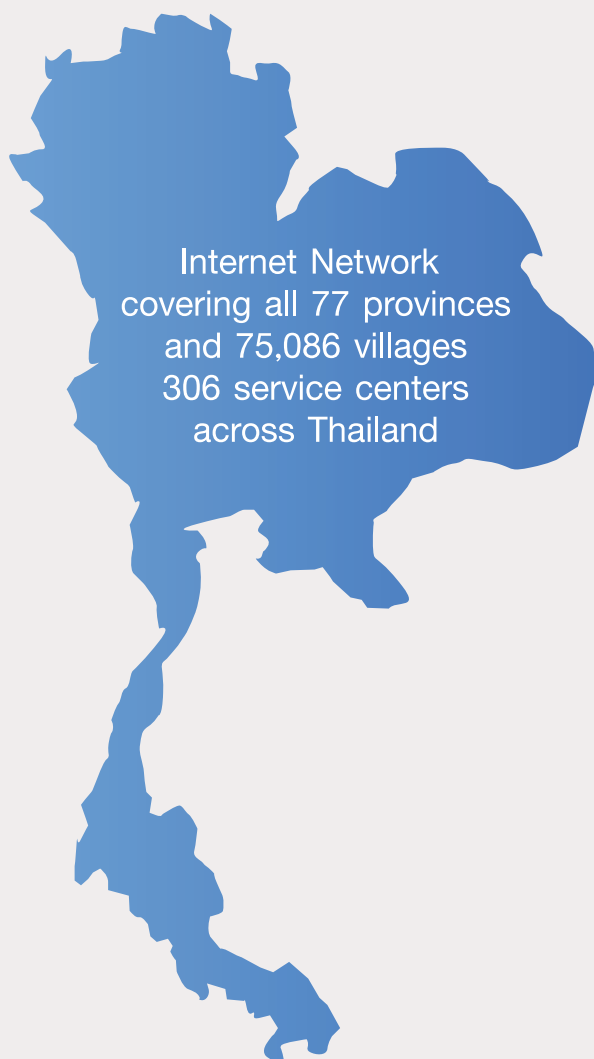 Internet Network
covering all 77 provinces
and 75,086 villages
306 service centers
across Thailand